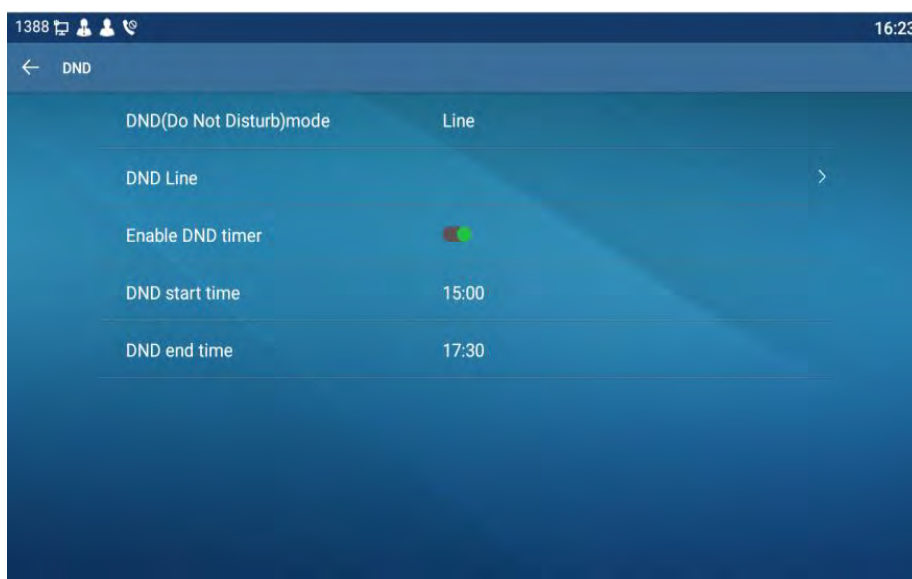 1388 16:23
DND
DND(Do Not Disturb)mode Line
DND Line
Enable DND timer
DND start time 15:00
DND end time 17:30